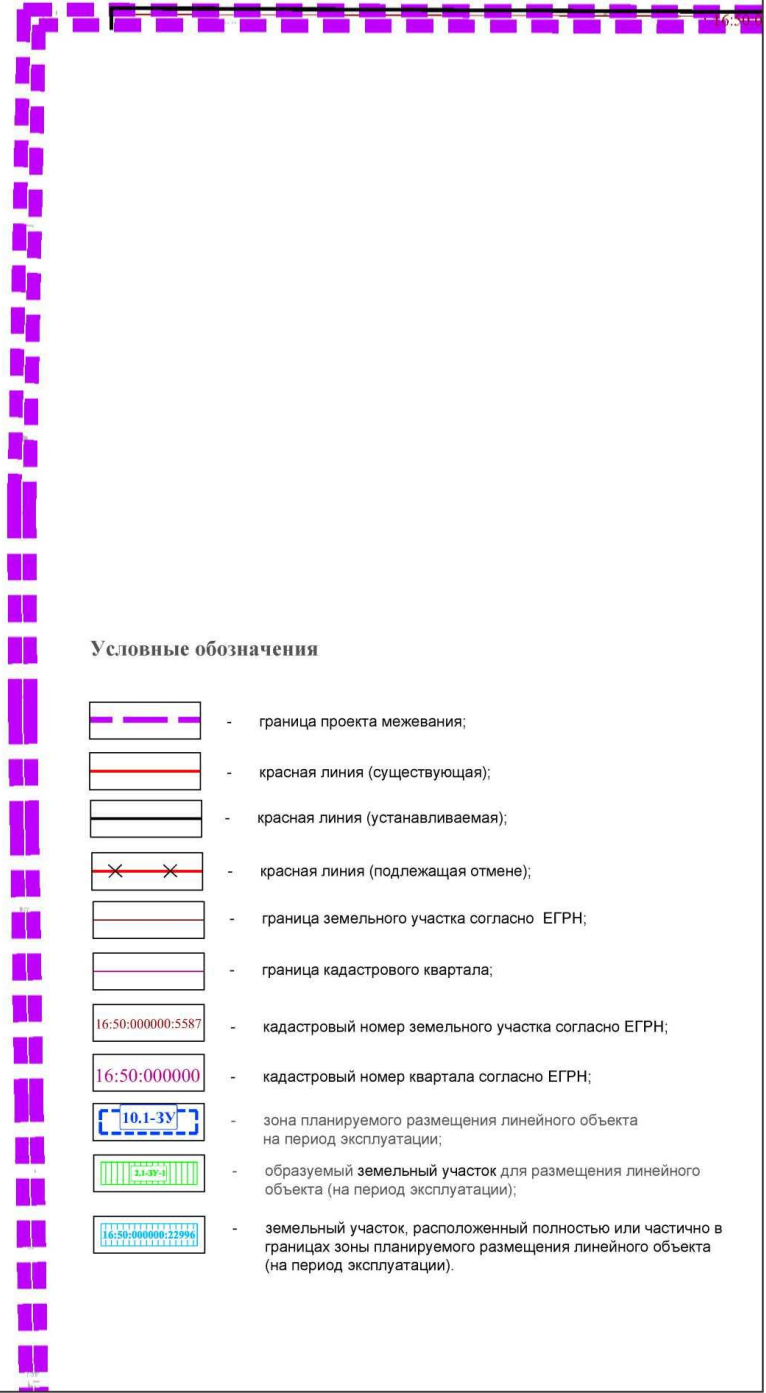 Условные обозначения
граница проекта межевания;
- красная линия (существующая);
- красная линия (устанавливаемая);
- красная линия (подлежащая отмене);
- граница земельного участка согласно ЕГРН;
- граница кадастрового квартала;
16:50:000000:5587 - кадастровый номер земельного участка согласно ЕГРН;
16:50:000000 - кадастровый номер квартала согласно ЕГРН;
10.1-ЗУ - зона планируемого размещения линейного объекта
на период эксплуатации;
2.1-ЗУ-1 - образуемый земельный участок для размещения линейного
объекта (на период эксплуатации);
16:50:000000:22996 - земельный участок, расположенный полностью или частично в
границах зоны планируемого размещения линейного объекта
(на период эксплуатации).